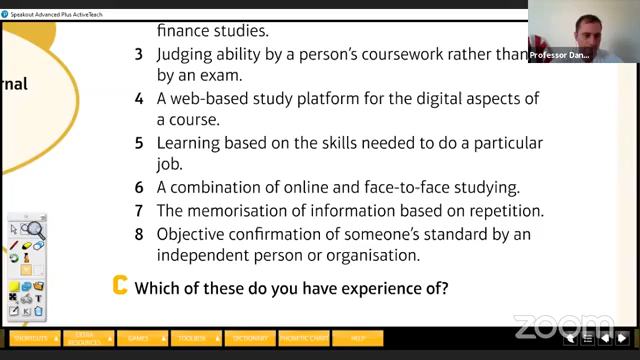 Speakout Advanced Plus ActiveTeach
finance studies.
3 Judging ability by a person's coursework rather than
by an exam.
Professor Dan...
rnal
4 A web-based study platform for the digital aspects of
a course.
5 Learning based on the skills needed to do a particular
job.
6 A combination of online and face-to-face studying.
7 The memorisation of information based on repetition.
8 Objective confirmation of someone's standard by an
independent person or organisation.
C Which of these do you have experience of?
zoom
SHORTCUTS
EXTRA RESOURCES
GAMES
TOOLBOX
DICTIONARY
PHONETIC CHART
HELP